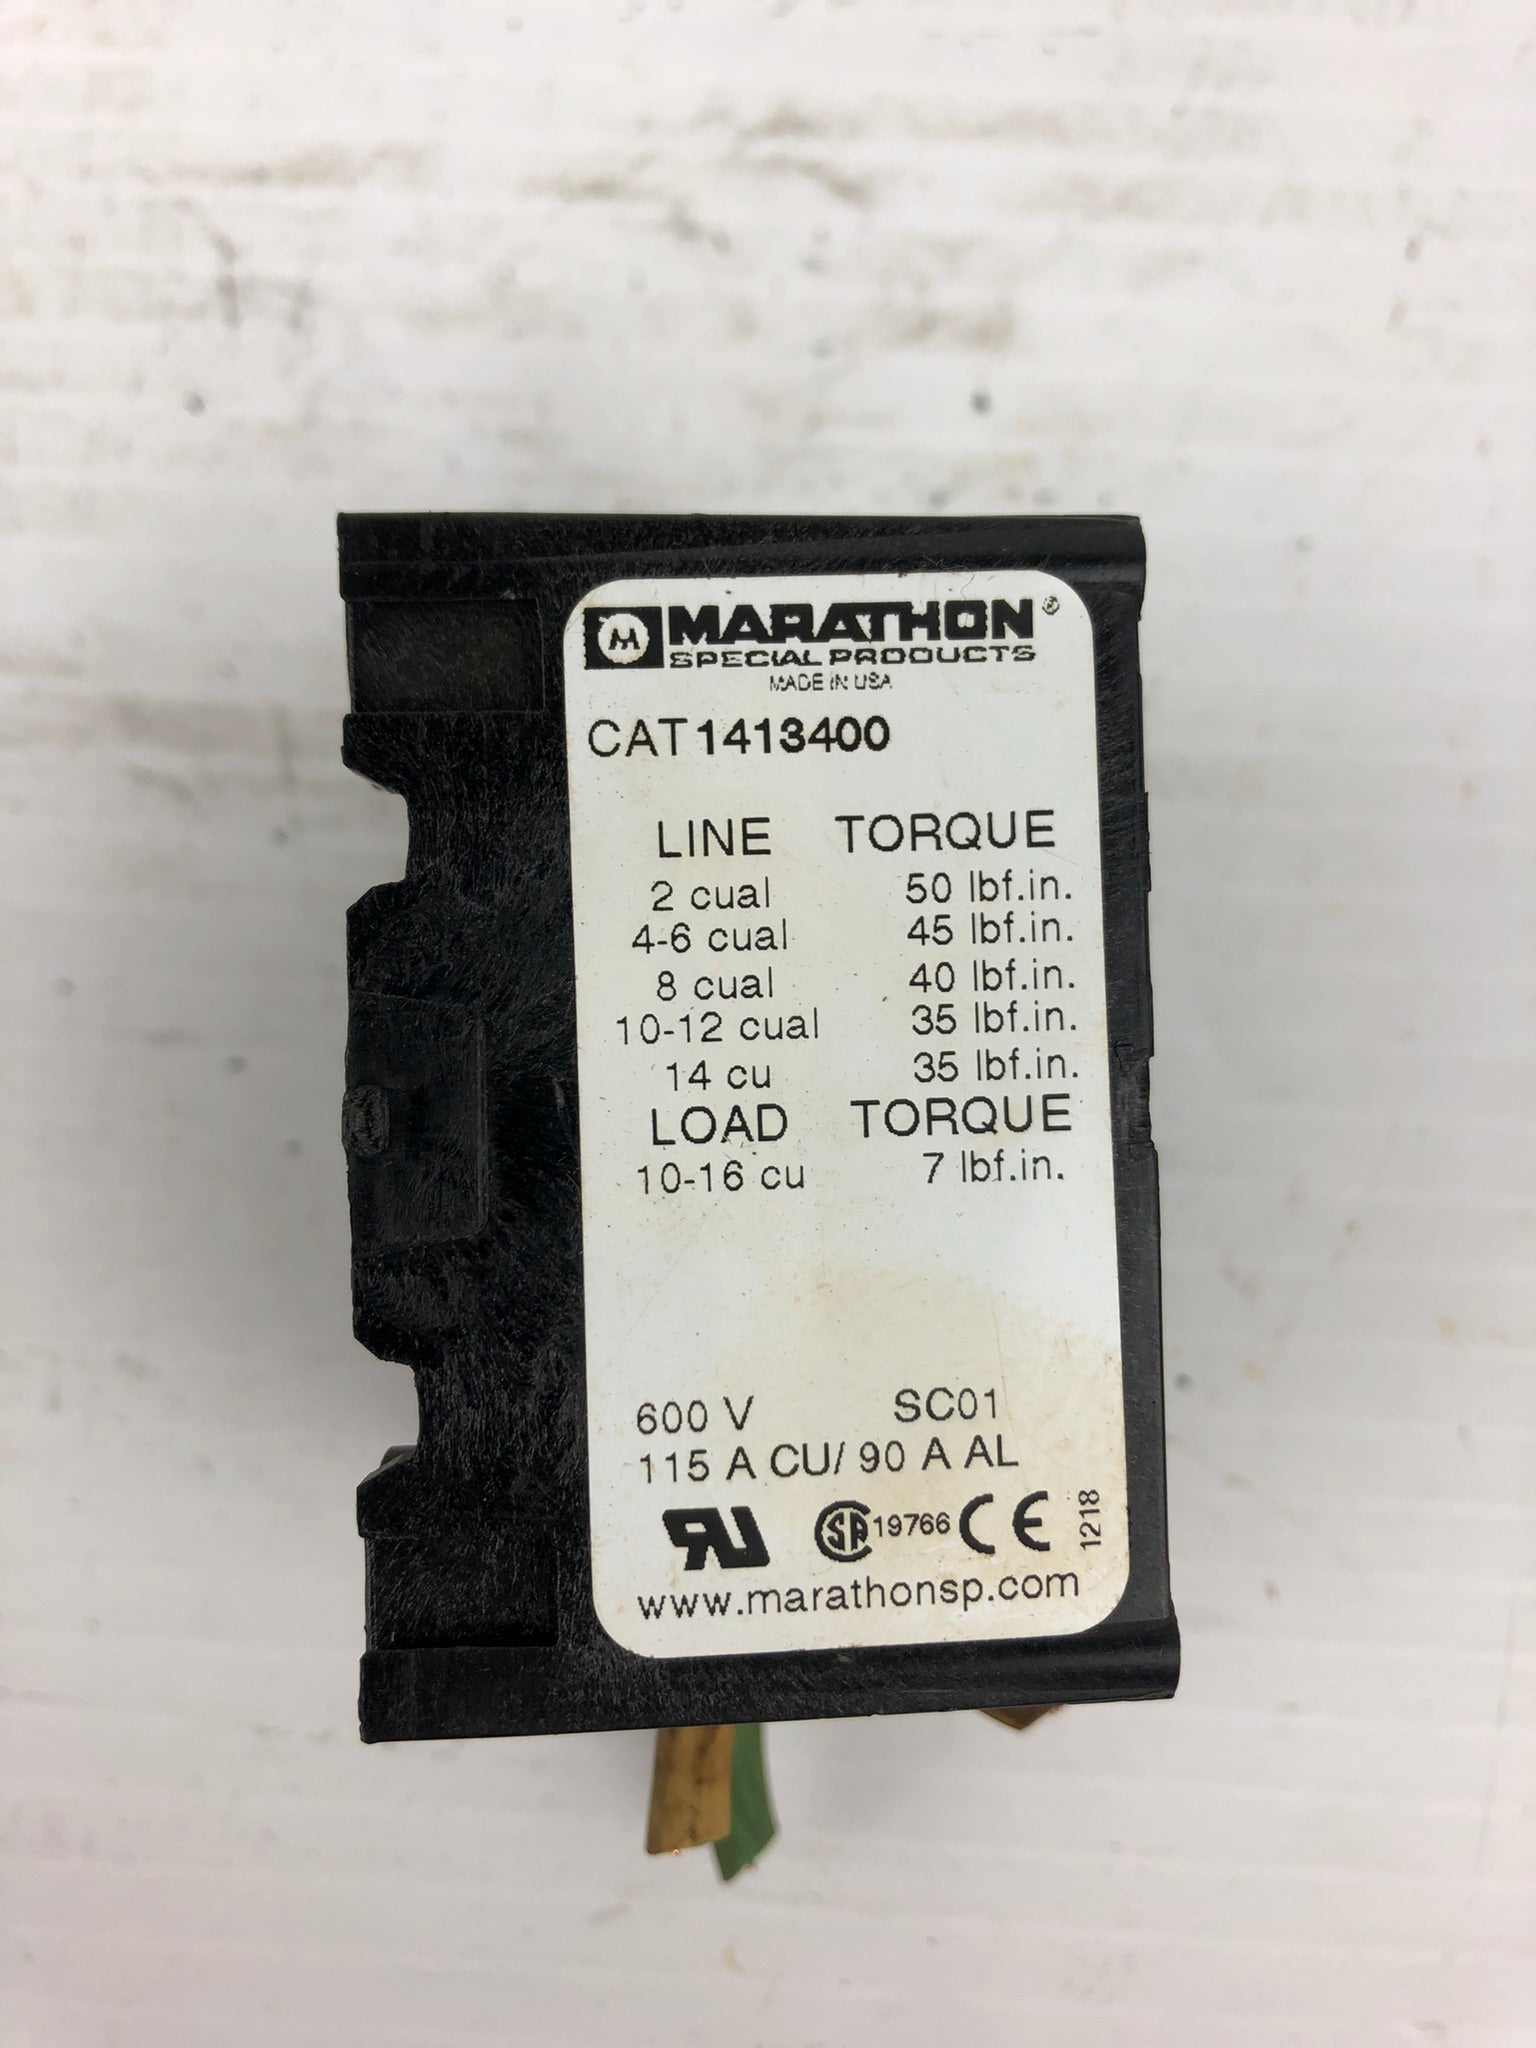 M MARATHON®
SPECIAL PRODUCTS
MADE IN USA
CAT 1413400
LINE TORQUE
2 cual 50 lbf.in.
4-6 cual 45 lbf.in.
8 cual 40 lbf.in.
10-12 cual 35 lbf.in.
14 cu 35 lbf.in.
LOAD TORQUE
10-16 cu 7 lbf.in.
600 V SC01
115 A CU/ 90 A AL
RU SA 19766 CE 1218
www.marathonsp.com